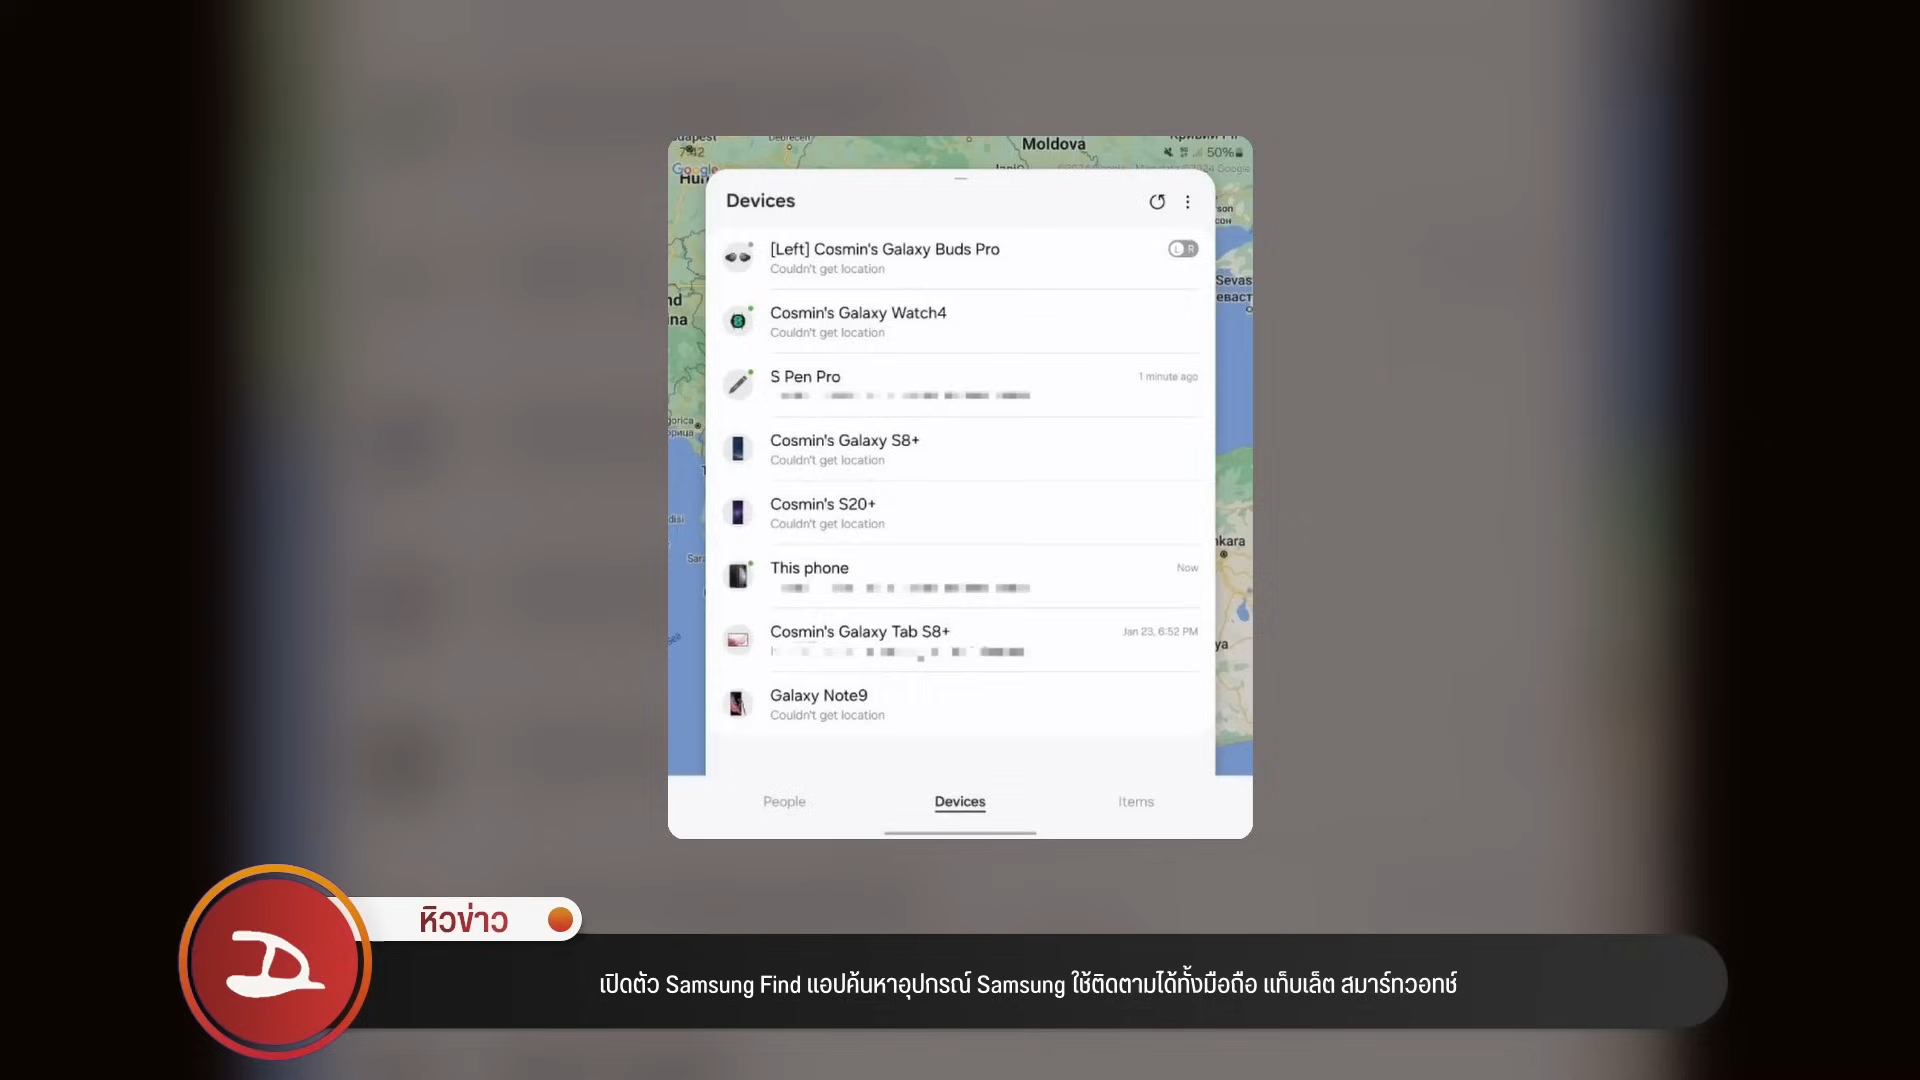 Debrecen
Moldova
7:42
50%
Google
Devices
[Left] Cosmin's Galaxy Buds Pro
L R
Couldn't get location
Cosmin's Galaxy Watch4
Couldn't get location
S Pen Pro
1 minute ago
Cosmin's Galaxy S8+
Couldn't get location
Cosmin's S20+
Couldn't get location
This phone
Now
Cosmin's Galaxy Tab S8+
Jan 23, 6:52 PM
Galaxy Note9
Couldn't get location
People
Devices
Items
หิวข่าว
เปิดตัว Samsung Find แอปค้นหาอุปกรณ์ Samsung ใช้ติดตามได้ทั้งมือถือ แท็บเล็ต สมาร์ทวอทช์